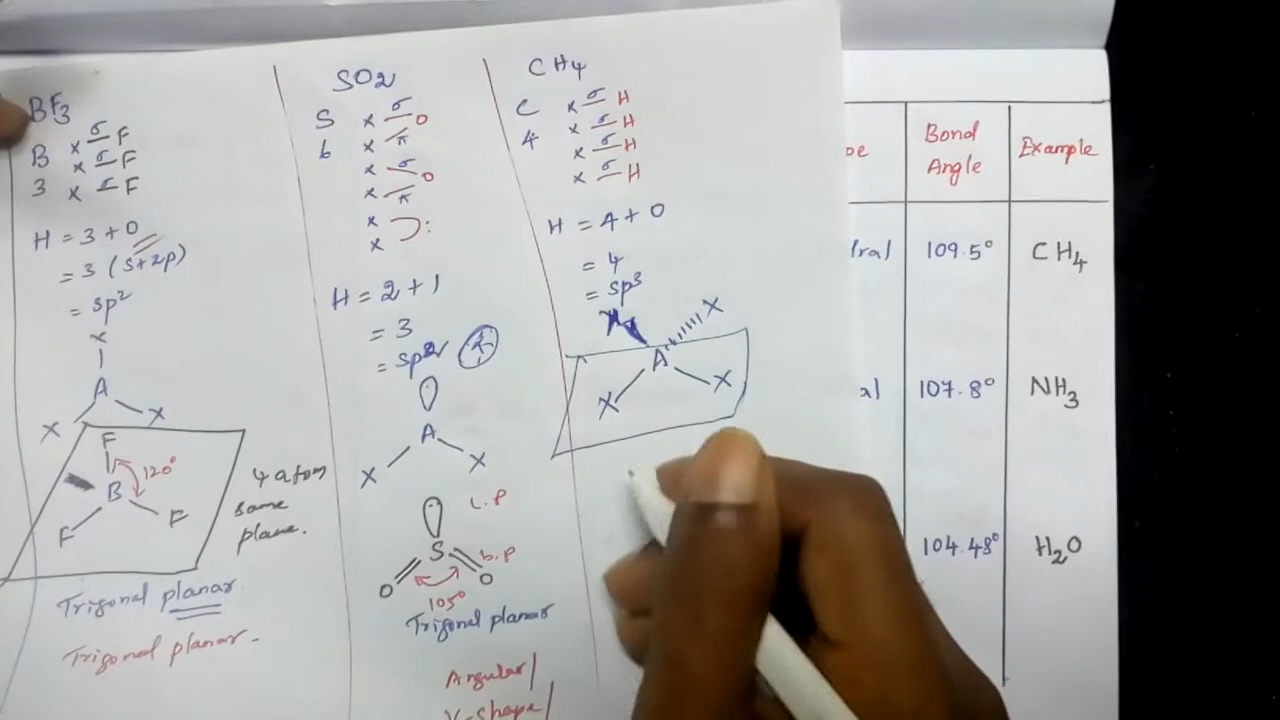 BF3
B x σ F
3 x σ F
x σ F
H = 3 + 0
= 3 (s+2p)
= sp2
X
A
X X
F
120°
B
F F
4 atom
same
plane.
Trigonal planar
Trigonal planar
SO2
S x σ O
6 x π
x σ O
x π
x
x :
H = 2 + 1
= 3
= sp2
A
X X
L.P
S
b.p
O O
105°
Trigonal planar
Angular/
V-shape/
CH4
C x σ H
4 x σ H
x σ H
x σ H
H = 4 + 0
= 4
= sp3
X X
A
X X
Bond
Angle
Example
109.5° CH4
107.8° NH3
104.48° H2O